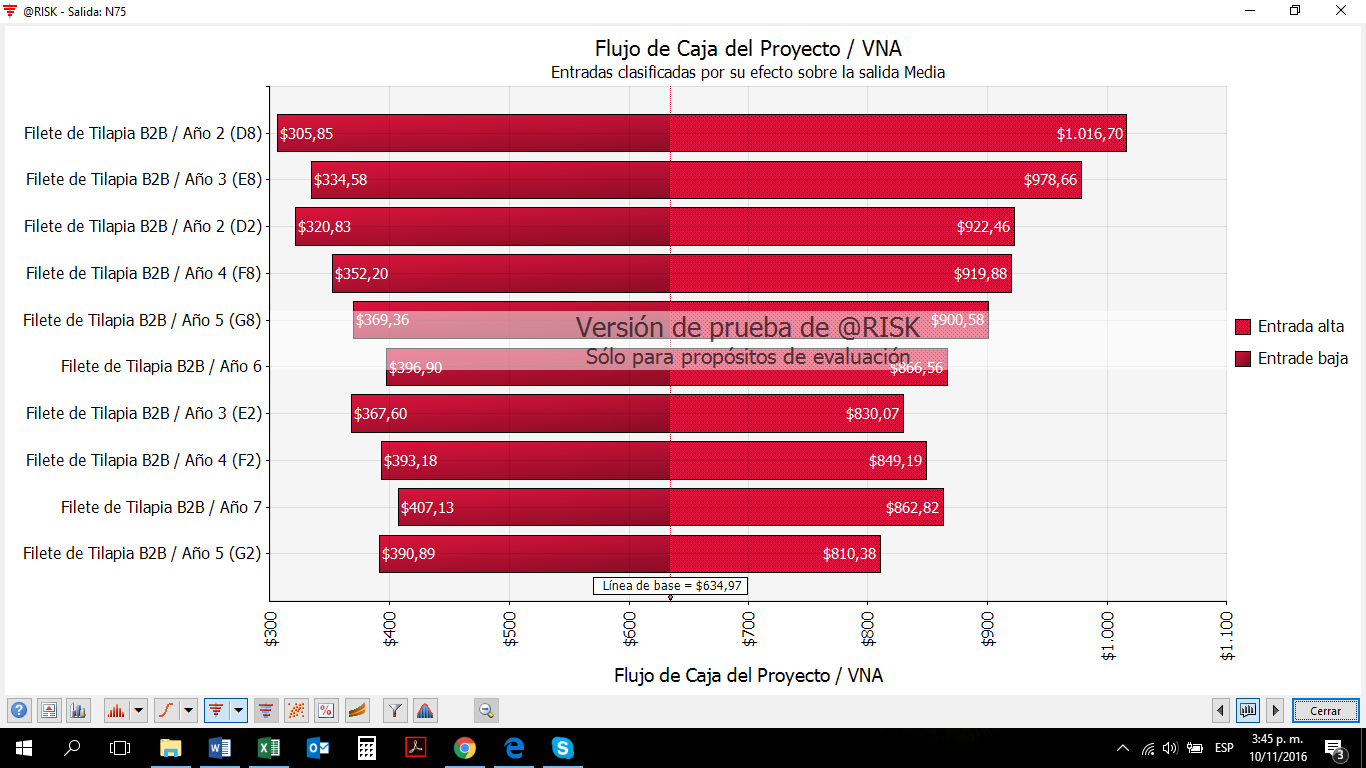 @RISK - Salida: N75
Flujo de Caja del Proyecto / VNA
Entradas clasificadas por su efecto sobre la salida Media
Filete de Tilapia B2B / Año 2 (D8) $305,85 $1.016,70
Filete de Tilapia B2B / Año 3 (E8) $334,58 $978,66
Filete de Tilapia B2B / Año 2 (D2) $320,83 $922,46
Filete de Tilapia B2B / Año 4 (F8) $352,20 $919,88
Filete de Tilapia B2B / Año 5 (G8) $369,36 $900,58
Versión de prueba de @RISK
Sólo para propósitos de evaluación
Filete de Tilapia B2B / Año 6 $396,90 $866,56
Filete de Tilapia B2B / Año 3 (E2) $367,60 $830,07
Filete de Tilapia B2B / Año 4 (F2) $393,18 $849,19
Filete de Tilapia B2B / Año 7 $407,13 $862,82
Filete de Tilapia B2B / Año 5 (G2) $390,89 $810,38
Entrada alta
Entrade baja
Línea de base = $634,97
$300 $400 $500 $600 $700 $800 $900 $1.000 $1.100
Flujo de Caja del Proyecto / VNA
Cerrar
ESP
3:45 p. m.
10/11/2016
3